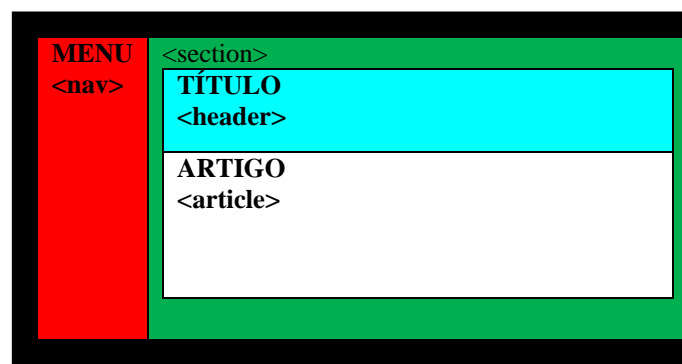 MENU
<nav>
<section>
TÍTULO
<header>
ARTIGO
<article>